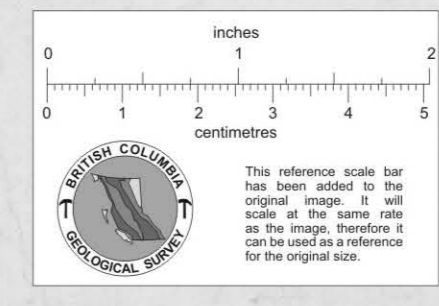 inches
0 1 2
0 1 2 3 4 5
centimetres
BRITISH COLUMBIA
GEOLOGICAL SURVEY
This reference scale bar
has been added to the
original image. It will
scale at the same rate
as the image, therefore it
can be used as a reference
for the original size.